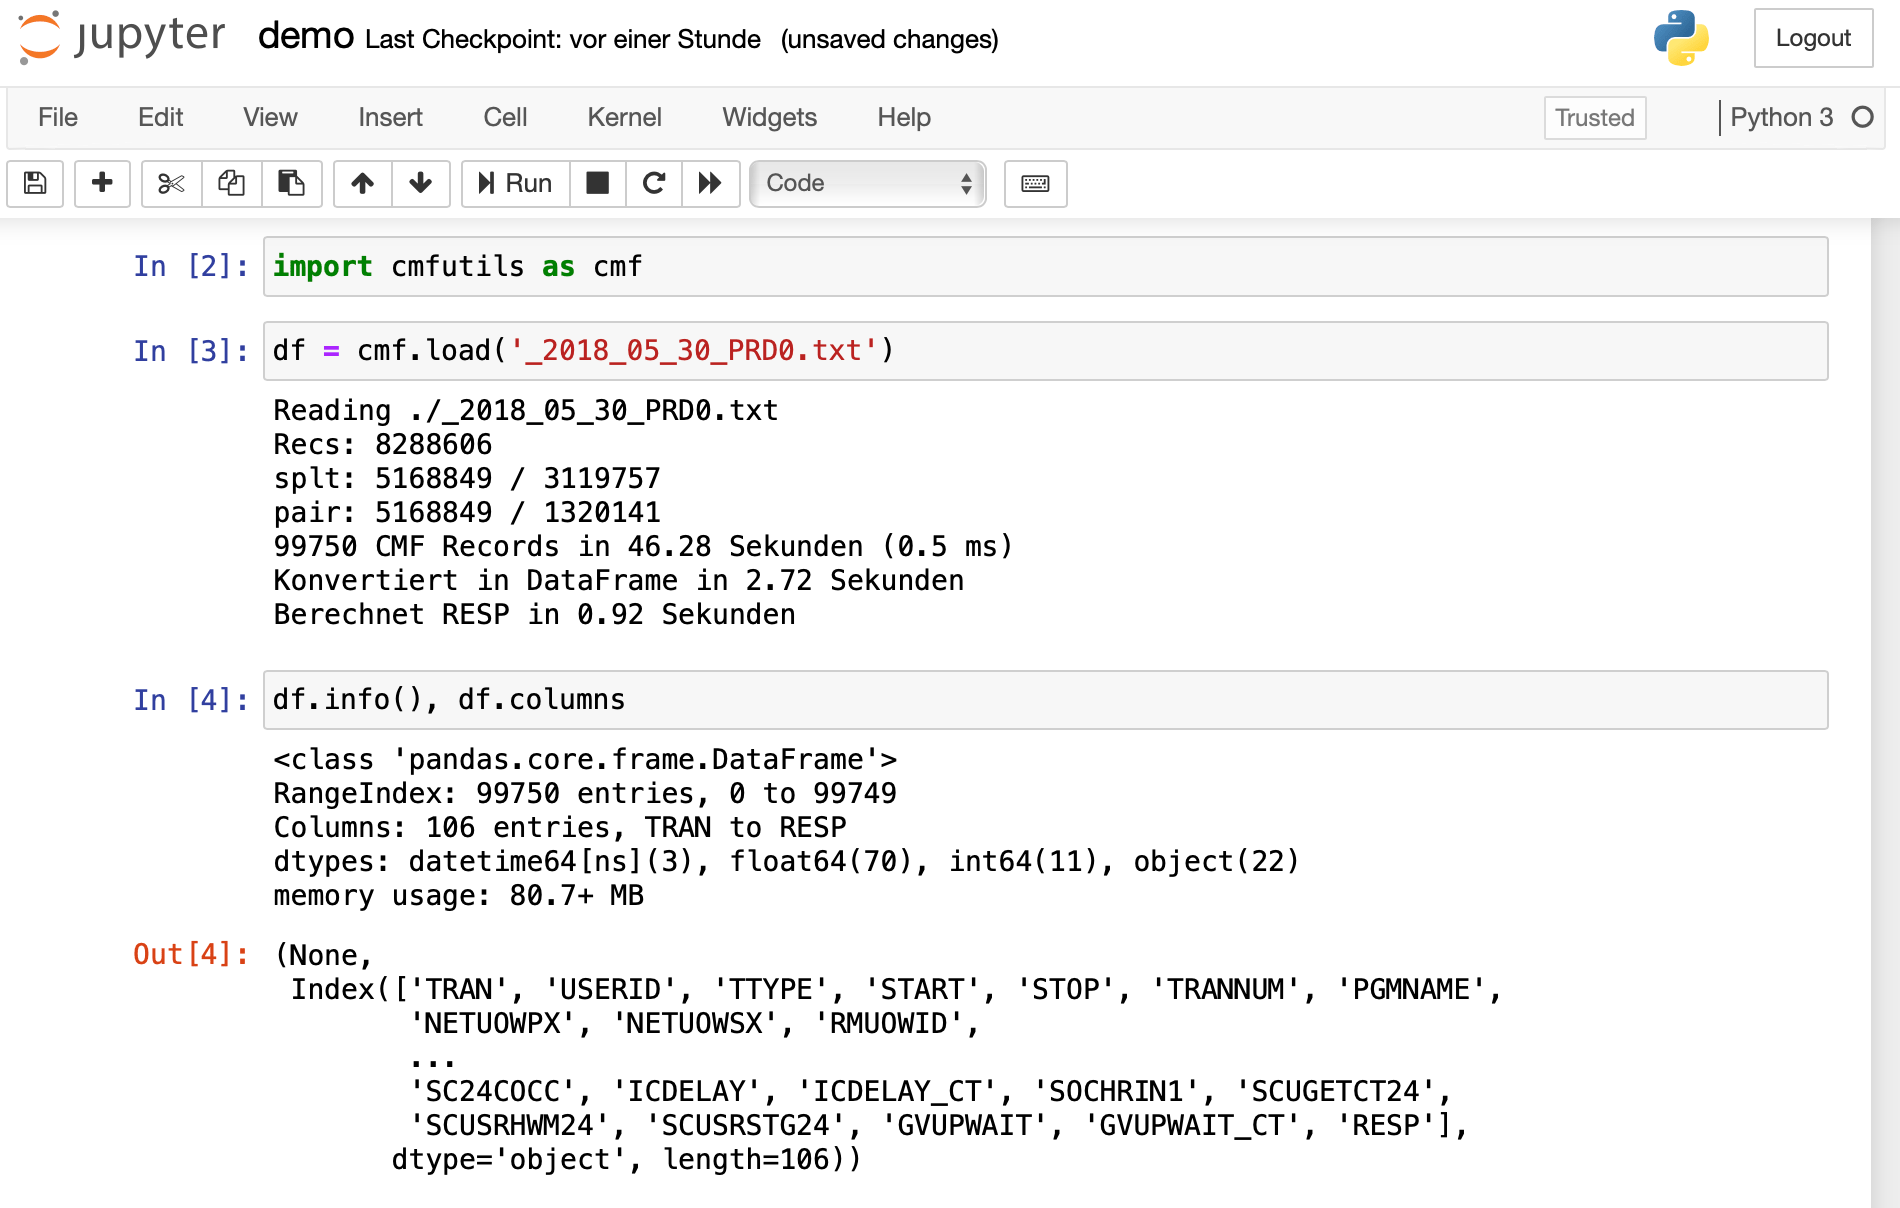 jupyter demo Last Checkpoint: vor einer Stunde (unsaved changes) Logout
File Edit View Insert Cell Kernel Widgets Help Trusted Python 3
Run Code
In [2]: import cmfutils as cmf
In [3]: df = cmf.load('_2018_05_30_PRD0.txt')
Reading ./_2018_05_30_PRD0.txt
Recs: 8288606
splt: 5168849 / 3119757
pair: 5168849 / 1320141
99750 CMF Records in 46.28 Sekunden (0.5 ms)
Konvertiert in DataFrame in 2.72 Sekunden
Berechnet RESP in 0.92 Sekunden
In [4]: df.info(), df.columns
<class 'pandas.core.frame.DataFrame'>
RangeIndex: 99750 entries, 0 to 99749
Columns: 106 entries, TRAN to RESP
dtypes: datetime64[ns](3), float64(70), int64(11), object(22)
memory usage: 80.7+ MB
Out[4]: (None,
Index(['TRAN', 'USERID', 'TTYPE', 'START', 'STOP', 'TRANNUM', 'PGMNAME',
'NETUOWPX', 'NETUOWSX', 'RMUOWID',
...
'SC24COCC', 'ICDELAY', 'ICDELAY_CT', 'SOCHRIN1', 'SCUGETCT24',
'SCUSRHWM24', 'SCUSRSTG24', 'GVUPWAIT', 'GVUPWAIT_CT', 'RESP'],
dtype='object', length=106))